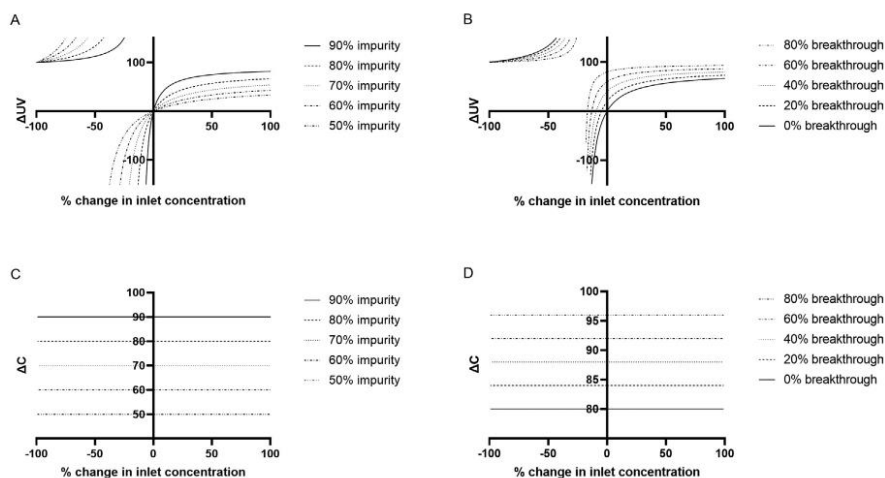 A
ΔUV
100
-100
-100
-50
0
50
100
% change in inlet concentration
90% impurity
80% impurity
70% impurity
60% impurity
50% impurity
B
ΔUV
100
-100
-100
-50
0
50
100
% change in inlet concentration
80% breakthrough
60% breakthrough
40% breakthrough
20% breakthrough
0% breakthrough
C
ΔC
100
90
80
70
60
50
-100
-50
0
50
100
% change in inlet concentration
90% impurity
80% impurity
70% impurity
60% impurity
50% impurity
D
ΔC
100
95
90
85
80
-100
-50
0
50
100
% change in inlet concentration
80% breakthrough
60% breakthrough
40% breakthrough
20% breakthrough
0% breakthrough